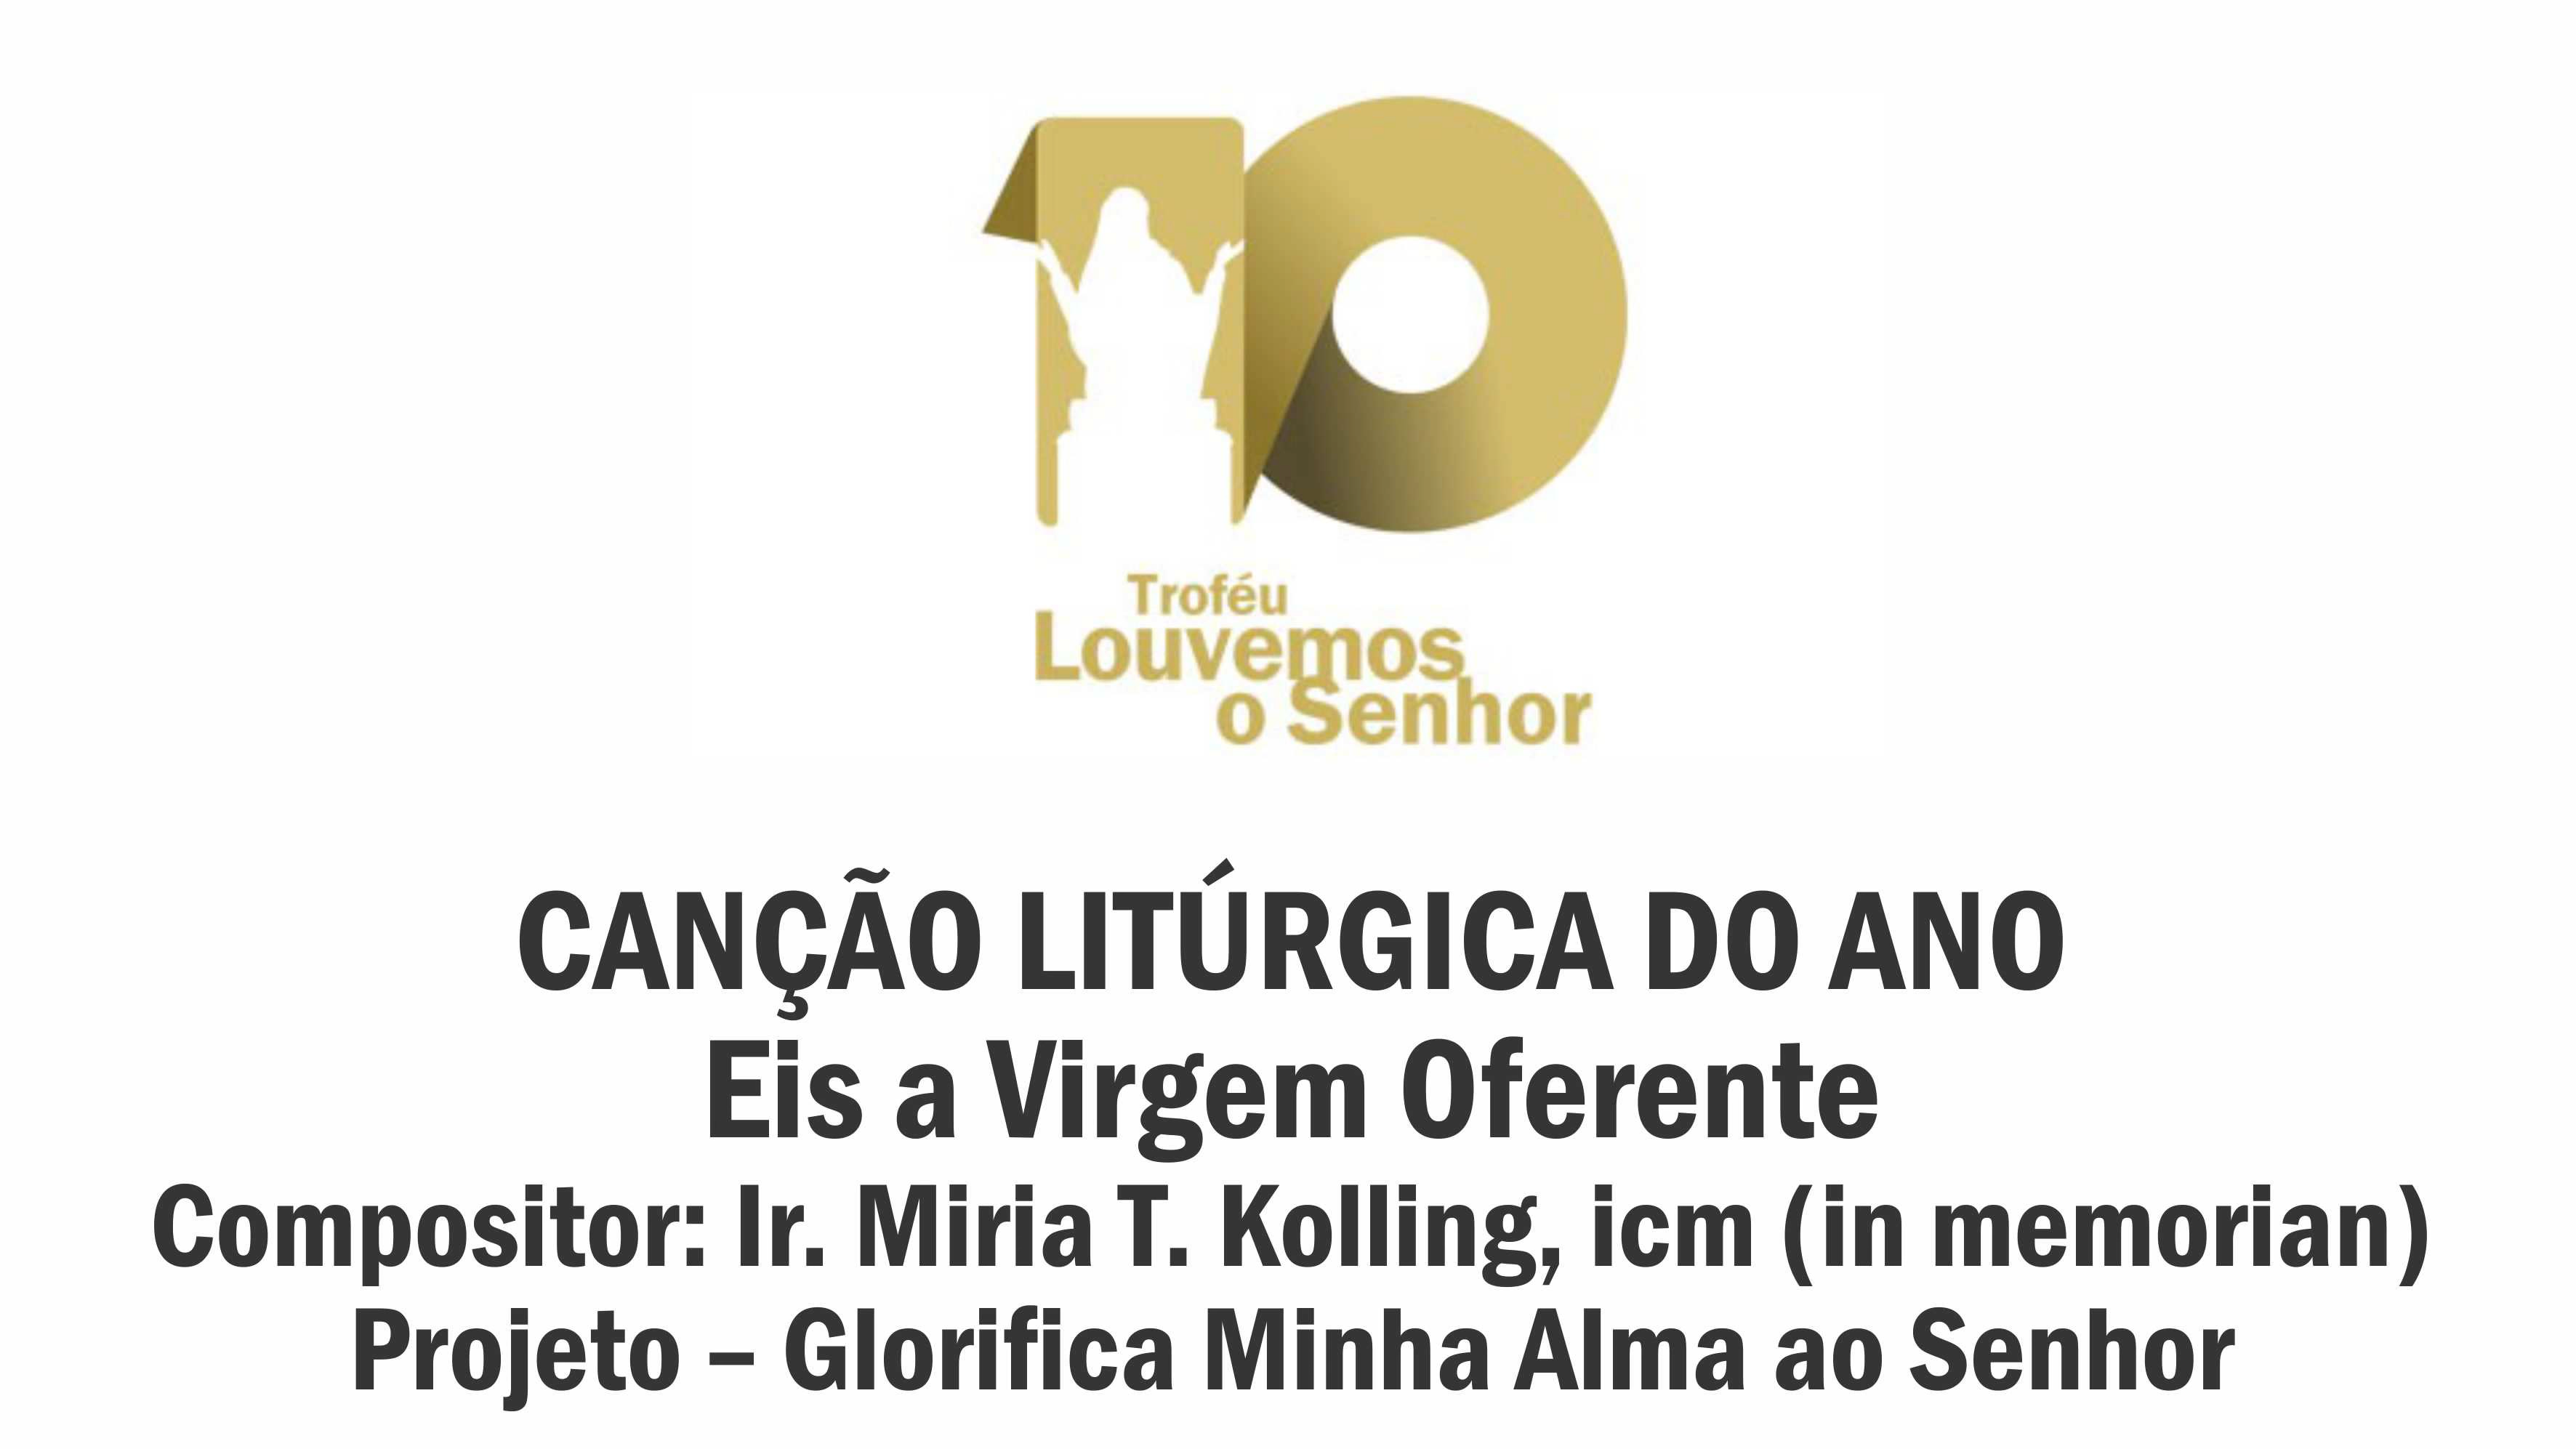 10
Troféu
Louvemos
o Senhor
CANÇÃO LITÚRGICA DO ANO
Eis a Virgem Oferente
Compositor: Ir. Miria T. Kolling, icm (in memorian)
Projeto – Glorifica Minha Alma ao Senhor